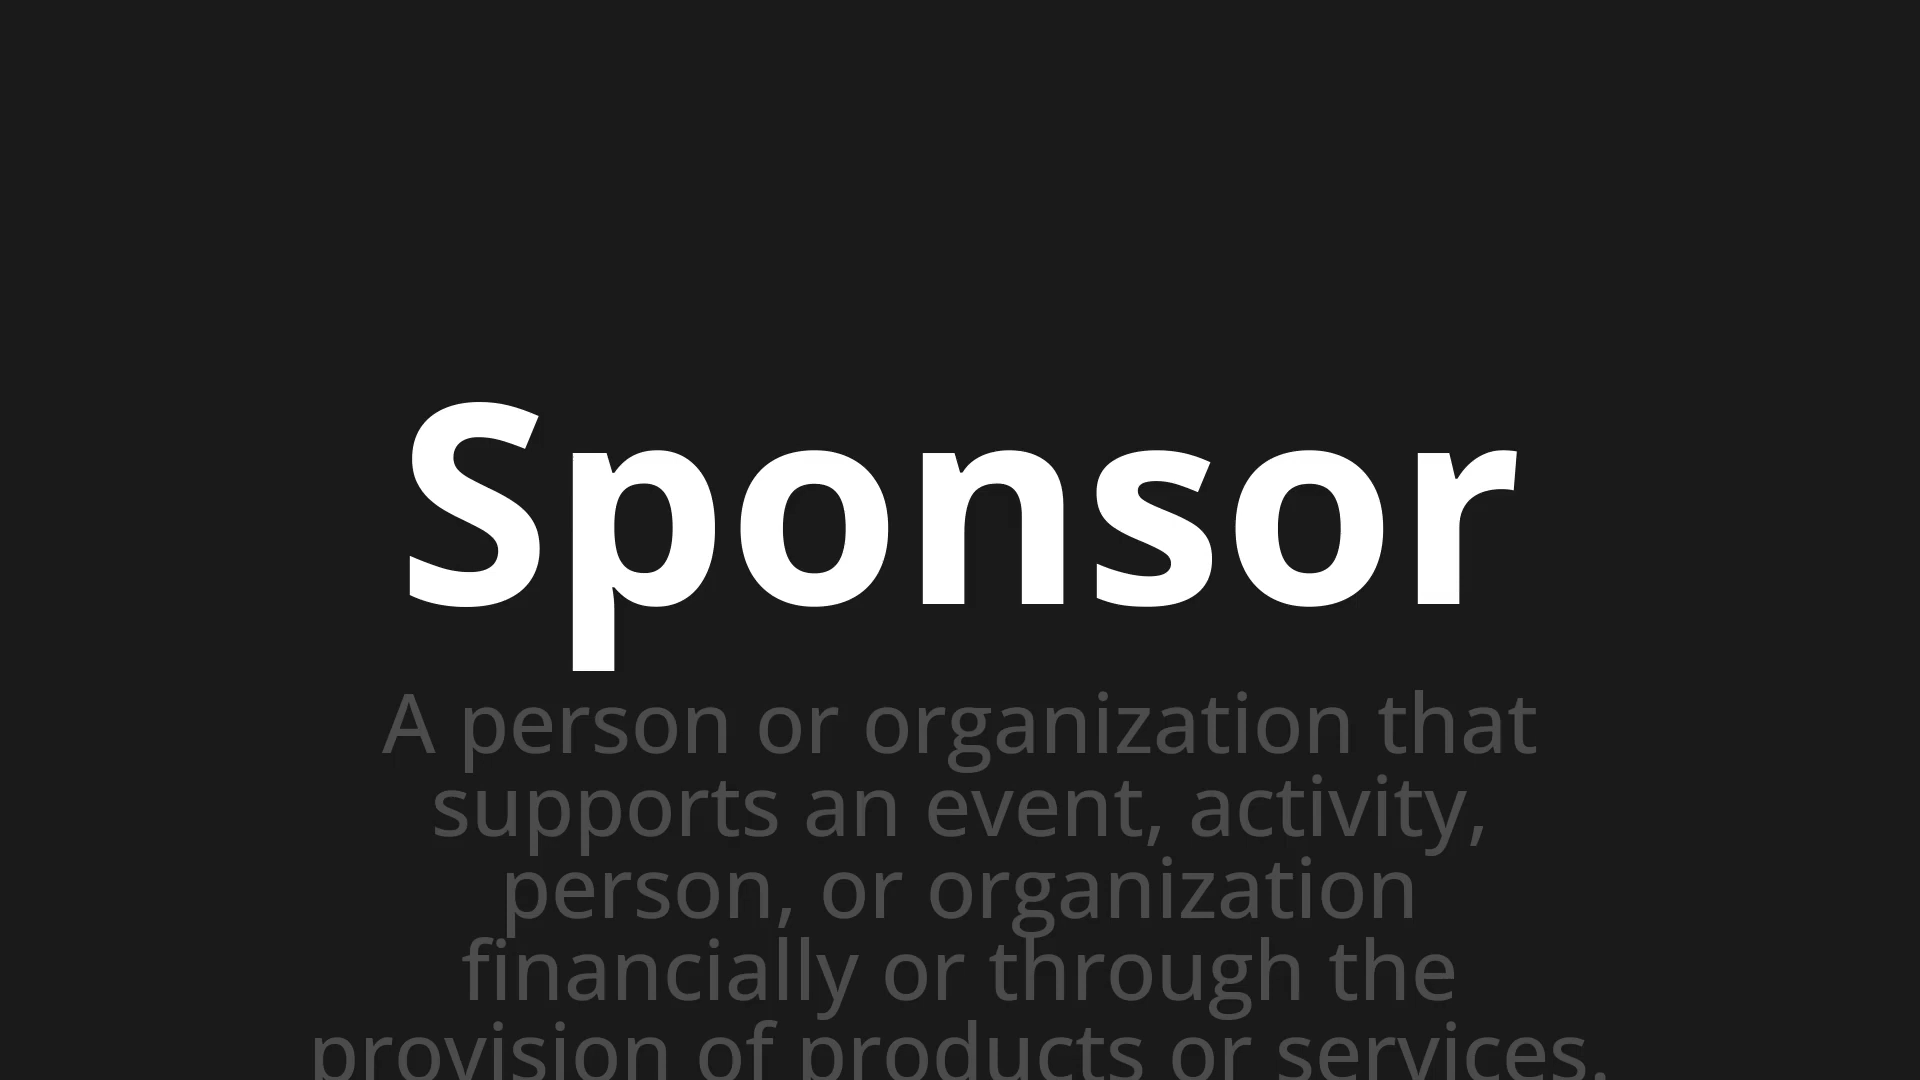 Sponsor
A person or organization that
supports an event, activity,
person, or organization
financially or through the
provision of products or services.